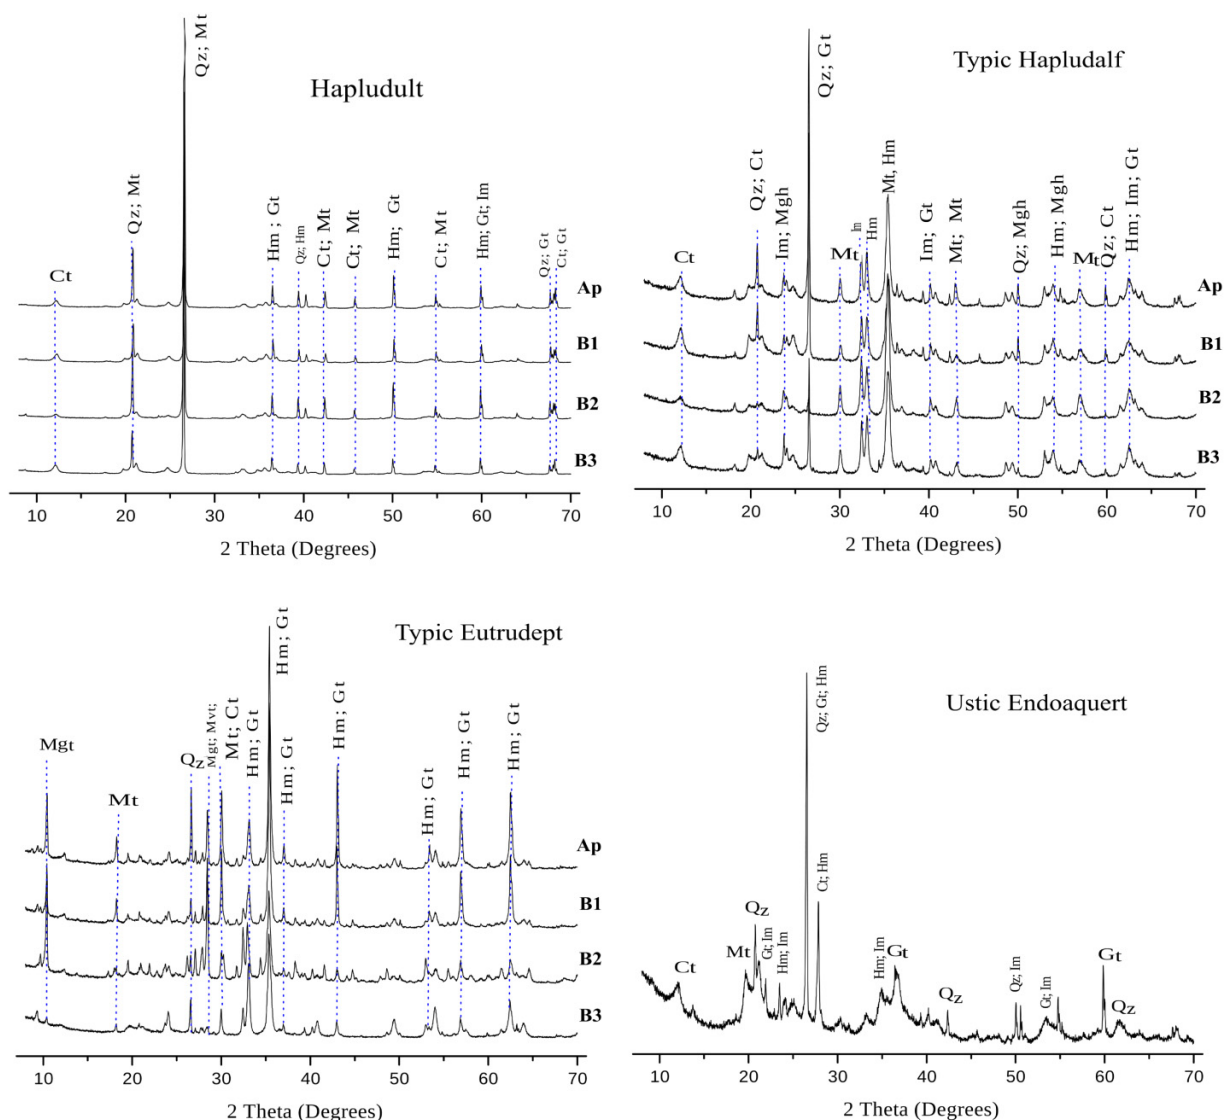 Hapludult
Ct
Qz; Mt
Qz; Mt
Hm ; Gt
Qz; Hm
Ct; Mt
Ct; Mt
Hm; Gt
Ct; Mt
Hm; Gt; Im
Qz; Gt
Ct; Gt
Ap
B1
B2
B3
10 20 30 40 50 60 70
2 Theta (Degrees)
Typic Hapludalf
Ct
Qz; Ct
Im; Mgh
Qz; Gt
Mt
Im
Hm
Mt, Hm
Im; Gt
Mt; Mt
Qz; Mgh
Hm; Mgh
Mt
Qz; Ct
Hm; Im; Gt
Ap
B1
B2
B3
10 20 30 40 50 60 70
2 Theta (Degrees)
Typic Eutrudept
Mgt
Mt
Qz
Mgt; Mvt;
Mt; Ct
Hm; Gt
Hm; Gt
Hm; Gt
Hm; Gt
Hm; Gt
Hm; Gt
Hm; Gt
Ap
B1
B2
B3
10 20 30 40 50 60 70
2 Theta (Degrees)
Ustic Endoaquert
Ct
Mt
Qz
Gt; Im
Hm; Im
Qz; Gt; Hm
Ct; Hm
Hm; Im
Gt
Qz
Qz, Im
Gt; Im
Gt
Qz
10 20 30 40 50 60 70
2 Theta (Degrees)